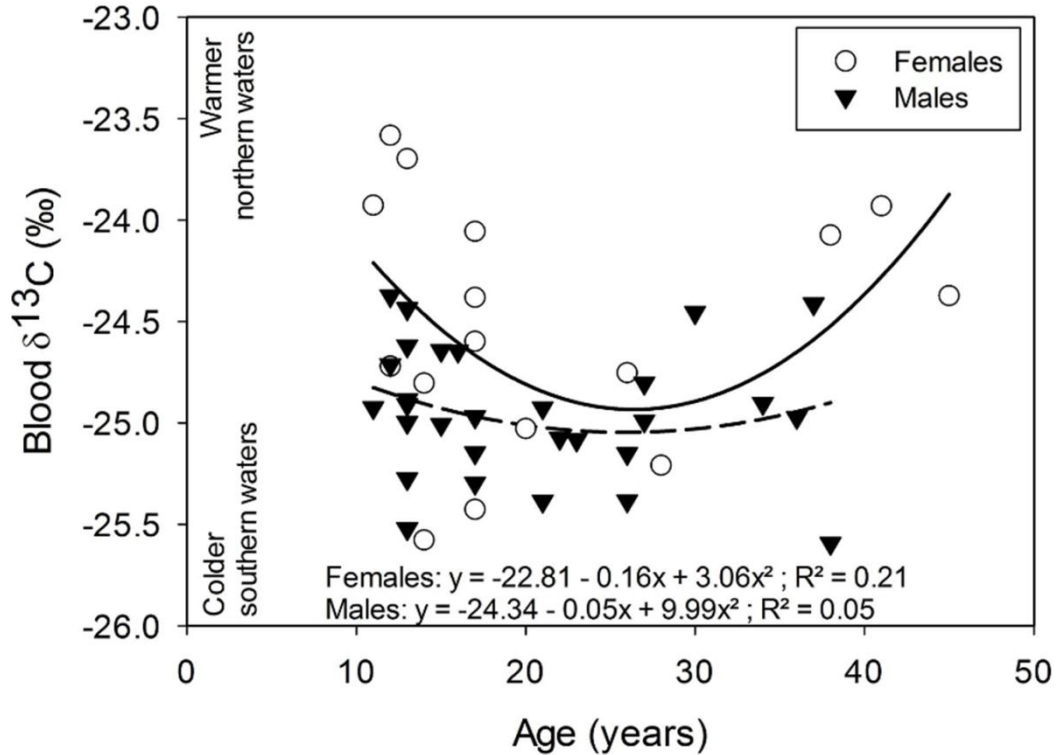 -23.0
-23.5
-24.0
-24.5
-25.0
-25.5
-26.0
Blood δ¹³C (‰)
Warmer
northern waters
Colder
southern waters
Females
Males
Females: y = -22.81 - 0.16x + 3.06x² ; R² = 0.21
Males: y = -24.34 - 0.05x + 9.99x² ; R² = 0.05
0 10 20 30 40 50
Age (years)